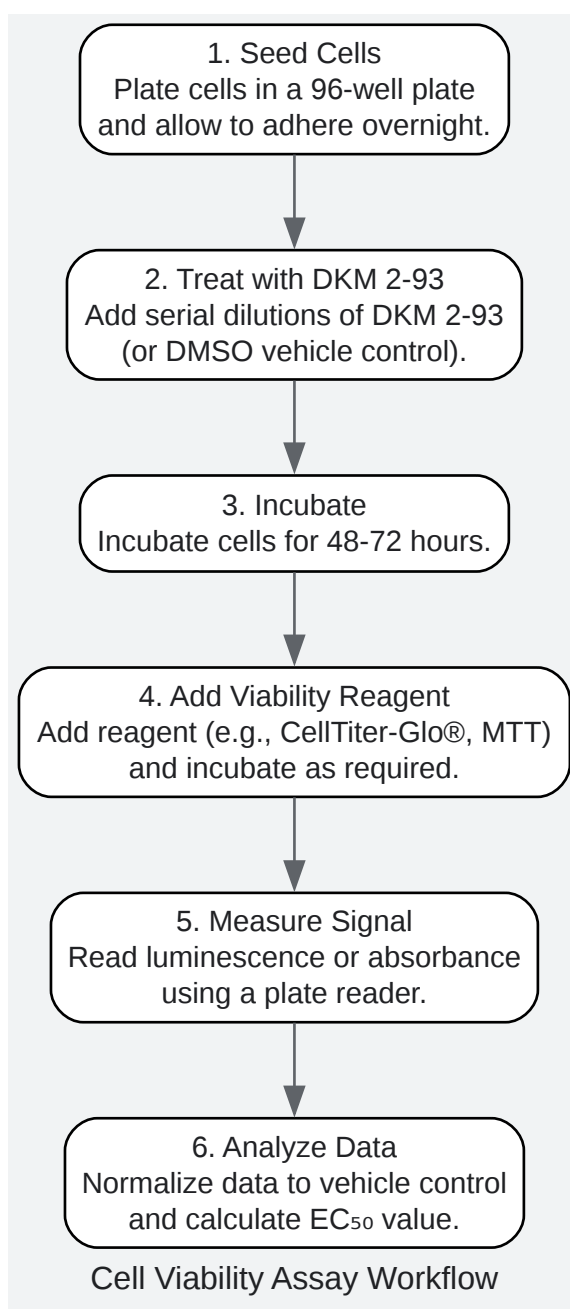 1. Seed Cells
Plate cells in a 96-well plate
and allow to adhere overnight.
2. Treat with DKM 2-93
Add serial dilutions of DKM 2-93
(or DMSO vehicle control).
3. Incubate
Incubate cells for 48-72 hours.
4. Add Viability Reagent
Add reagent (e.g., CellTiter-Glo®, MTT)
and incubate as required.
5. Measure Signal
Read luminescence or absorbance
using a plate reader.
6. Analyze Data
Normalize data to vehicle control
and calculate EC₅₀ value.
Cell Viability Assay Workflow